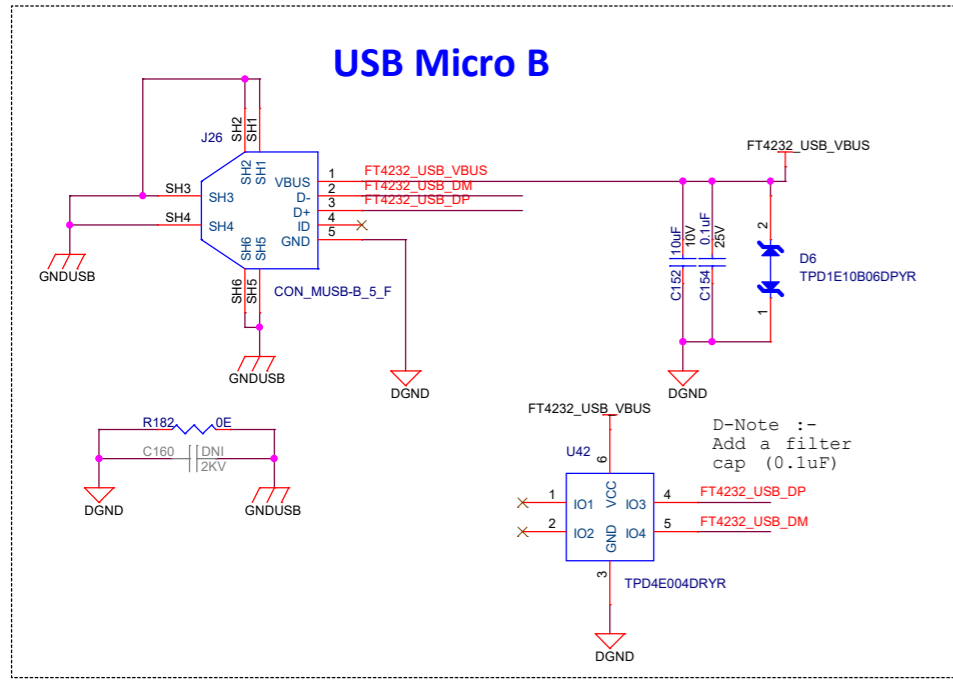 USB Micro B
J26
SH2
SH1
SH2
SH1
SH3
SH3
SH4
SH4
SH6
SH5
SH6
SH5
VBUS
D-
D+
ID
GND
1
2
3
4
5
FT4232_USB_VBUS
FT4232_USB_DM
FT4232_USB_DP
CON_MUSB-B_5_F
GNDUSB
GNDUSB
DGND
FT4232_USB_VBUS
C152
10uF
10V
C154
0.1uF
25V
2
1
D6
TPD1E10B06DPYR
DGND
R182
0E
C160
DNI
2KV
DGND
GNDUSB
FT4232_USB_VBUS
D-Note :-
Add a filter
cap (0.1uF)
U42
6
VCC
1
IO1
2
IO2
IO3
4
FT4232_USB_DP
IO4
5
FT4232_USB_DM
GND
3
TPD4E004DRYR
DGND